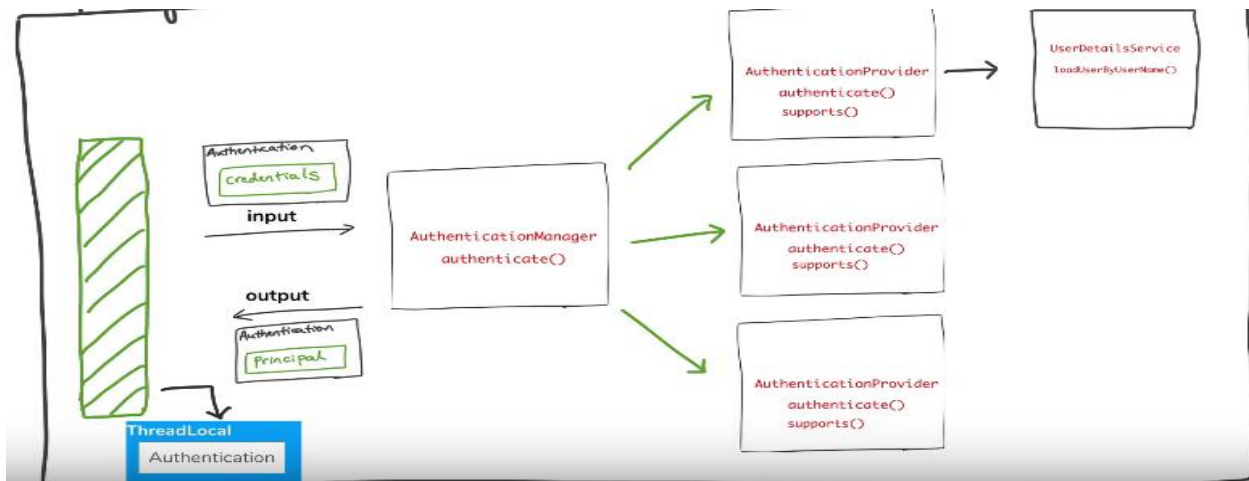 Authentication
credentials
input
output
Authentication
Principal
ThreadLocal
Authentication
AuthenticationManager
authenticate()
AuthenticationProvider
authenticate()
supports()
AuthenticationProvider
authenticate()
supports()
AuthenticationProvider
authenticate()
supports()
UserDetailsService
loadUserByUserName()